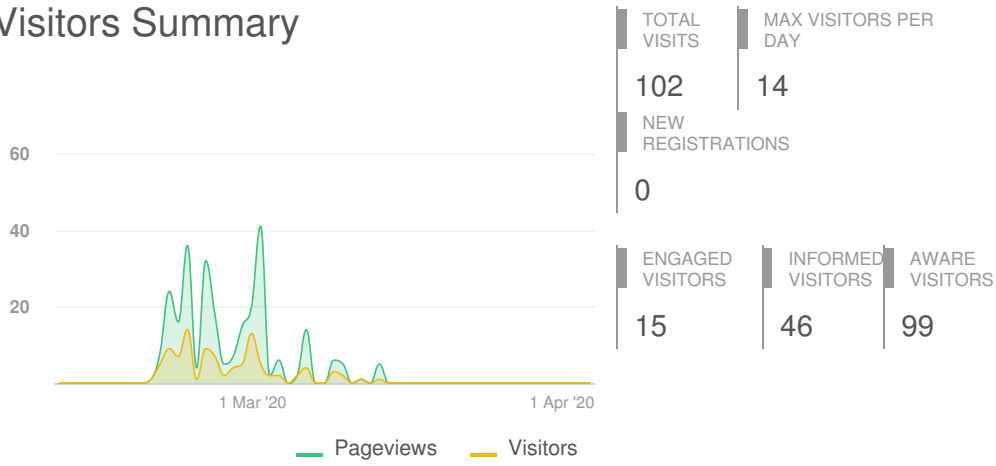 Visitors Summary
TOTAL
VISITS
102
MAX VISITORS PER
DAY
14
NEW
REGISTRATIONS
0
60
40
20
1 Mar '20
1 Apr '20
Pageviews
Visitors
ENGAGED
VISITORS
15
INFORMED
VISITORS
46
AWARE
VISITORS
99